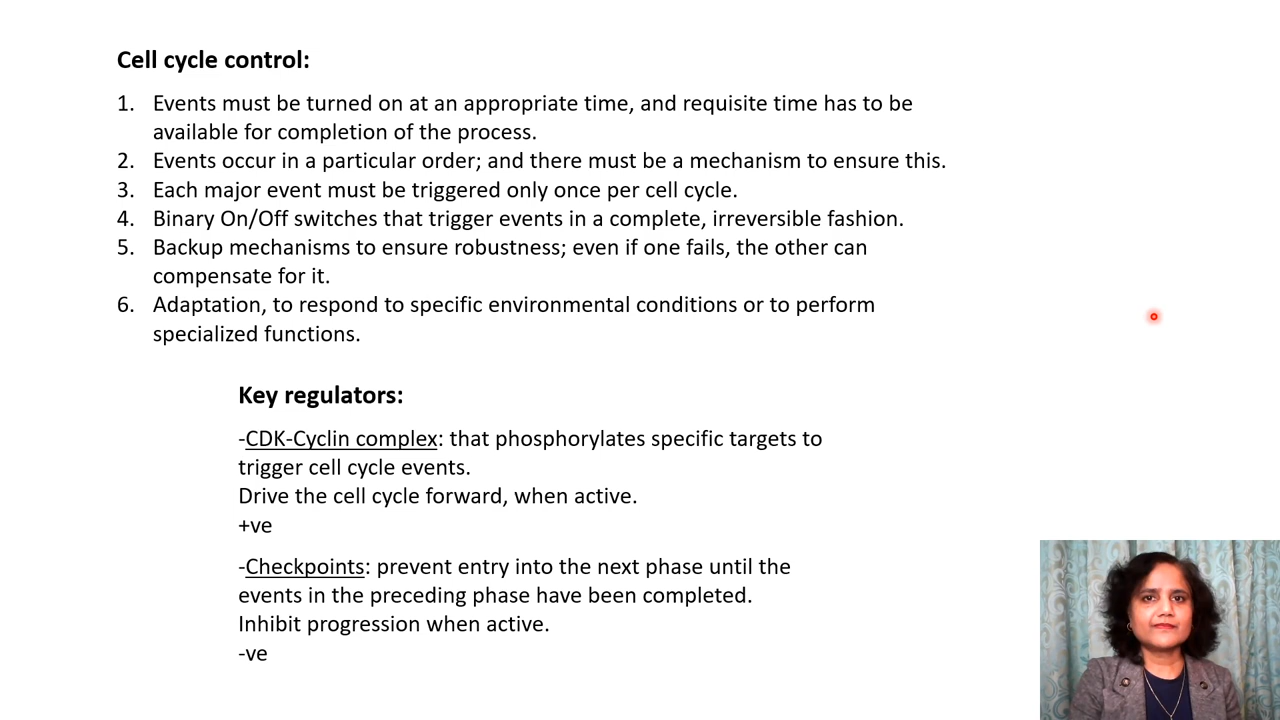 Cell cycle control:
1. Events must be turned on at an appropriate time, and requisite time has to be
available for completion of the process.
2. Events occur in a particular order; and there must be a mechanism to ensure this.
3. Each major event must be triggered only once per cell cycle.
4. Binary On/Off switches that trigger events in a complete, irreversible fashion.
5. Backup mechanisms to ensure robustness; even if one fails, the other can
compensate for it.
6. Adaptation, to respond to specific environmental conditions or to perform
specialized functions.
Key regulators:
-CDK-Cyclin complex: that phosphorylates specific targets to
trigger cell cycle events.
Drive the cell cycle forward, when active.
+ve
-Checkpoints: prevent entry into the next phase until the
events in the preceding phase have been completed.
Inhibit progression when active.
-ve